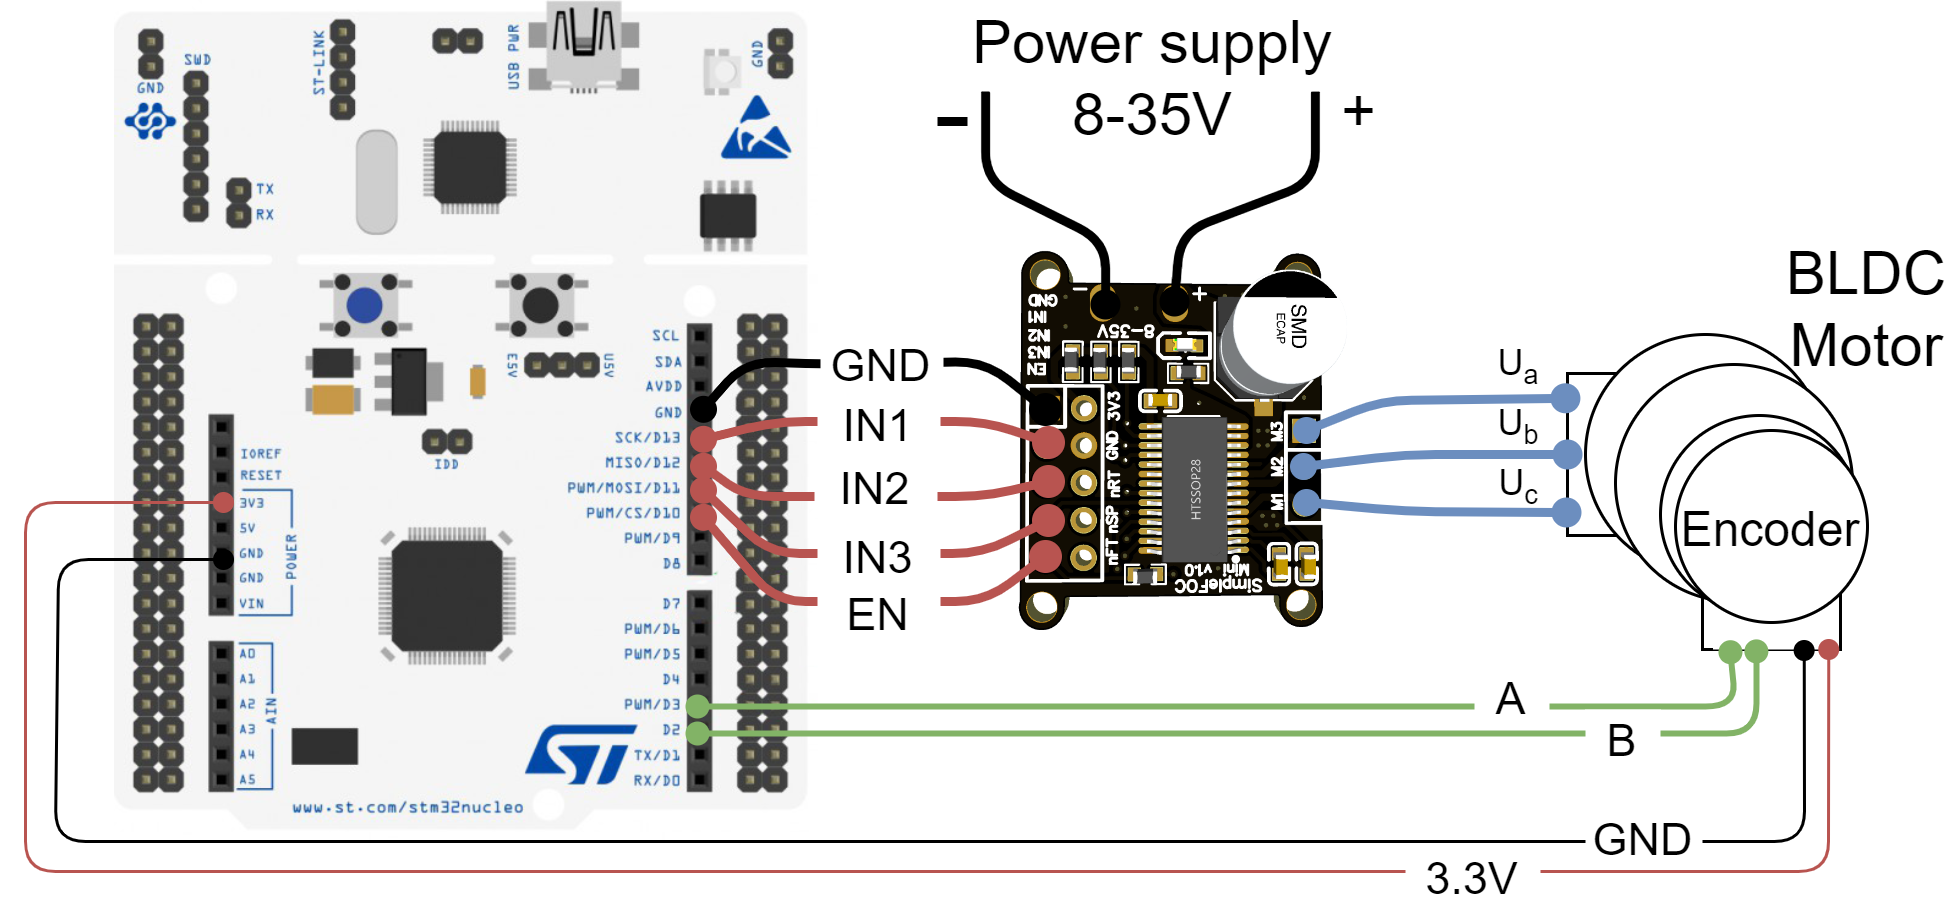 SWD
GND
TX
RX
ST-LINK
USB PWR
GND
E5V
U5V
IDD
IOREF
RESET
3V3
5V
GND
GND
VIN
POWER
A0
A1
A2
A3
A4
A5
AIN
SCL
SDA
AVDD
GND
SCK/D13
MISO/D12
PWM/MOSI/D11
PWM/CS/D10
PWM/D9
D8
D7
PWM/D6
PWM/D5
D4
PWM/D3
D2
TX/D1
RX/D0
ST
www.st.com/stm32nucleo
Power supply
8-35V
-
+
GND
IN1
IN2
IN3
EN
-
+
GND
IN1
IN2
IN3
EN
8-35V
SMD
ECAP
3V3
GND
nRT
nSP
nFT
HTSSOP28
M3
M2
M1
SimpleFOC
Mini v1.0
Ua
Ub
Uc
BLDC
Motor
Encoder
A
B
GND
3.3V